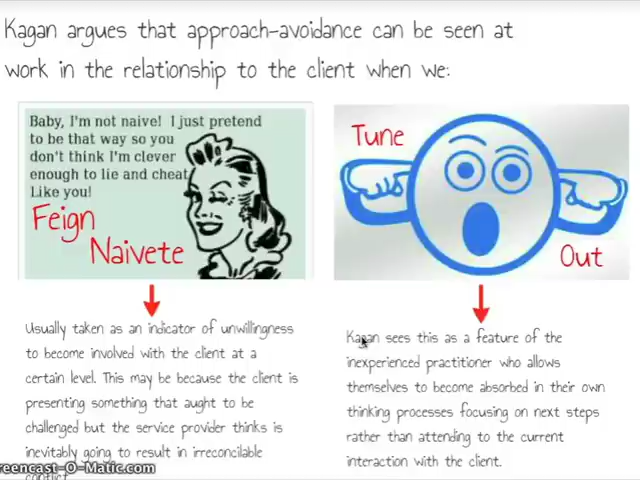 Kagan argues that approach-avoidance can be seen at
work in the relationship to the client when we:
Baby, I'm not naive! I just pretend
to be that way so you
don't think I'm clever
enough to lie and cheat
Like you!
Feign
Naivete
Tune
Out
Usually taken as an indicator of unwillingness
to become involved with the client at a
certain level. This may be because the client is
presenting something that aught to be
challenged but the service provider thinks is
inevitably going to result in irreconcilable
conflict
Kagan sees this as a feature of the
inexperienced practitioner who allows
themselves to become absorbed in their own
thinking processes focusing on next steps
rather than attending to the current
interaction with the client.
reencast-O-Matic.com